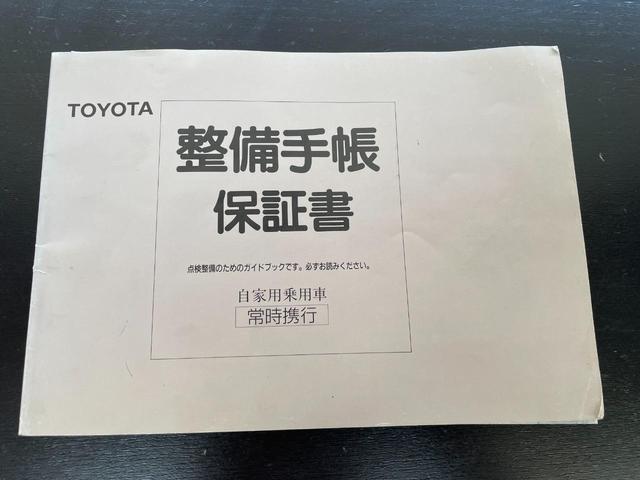 TOYOTA
整備手帳
保証書
点検整備のためのガイドブックです。必ずお読みください。
自家用乗用車
常時携行